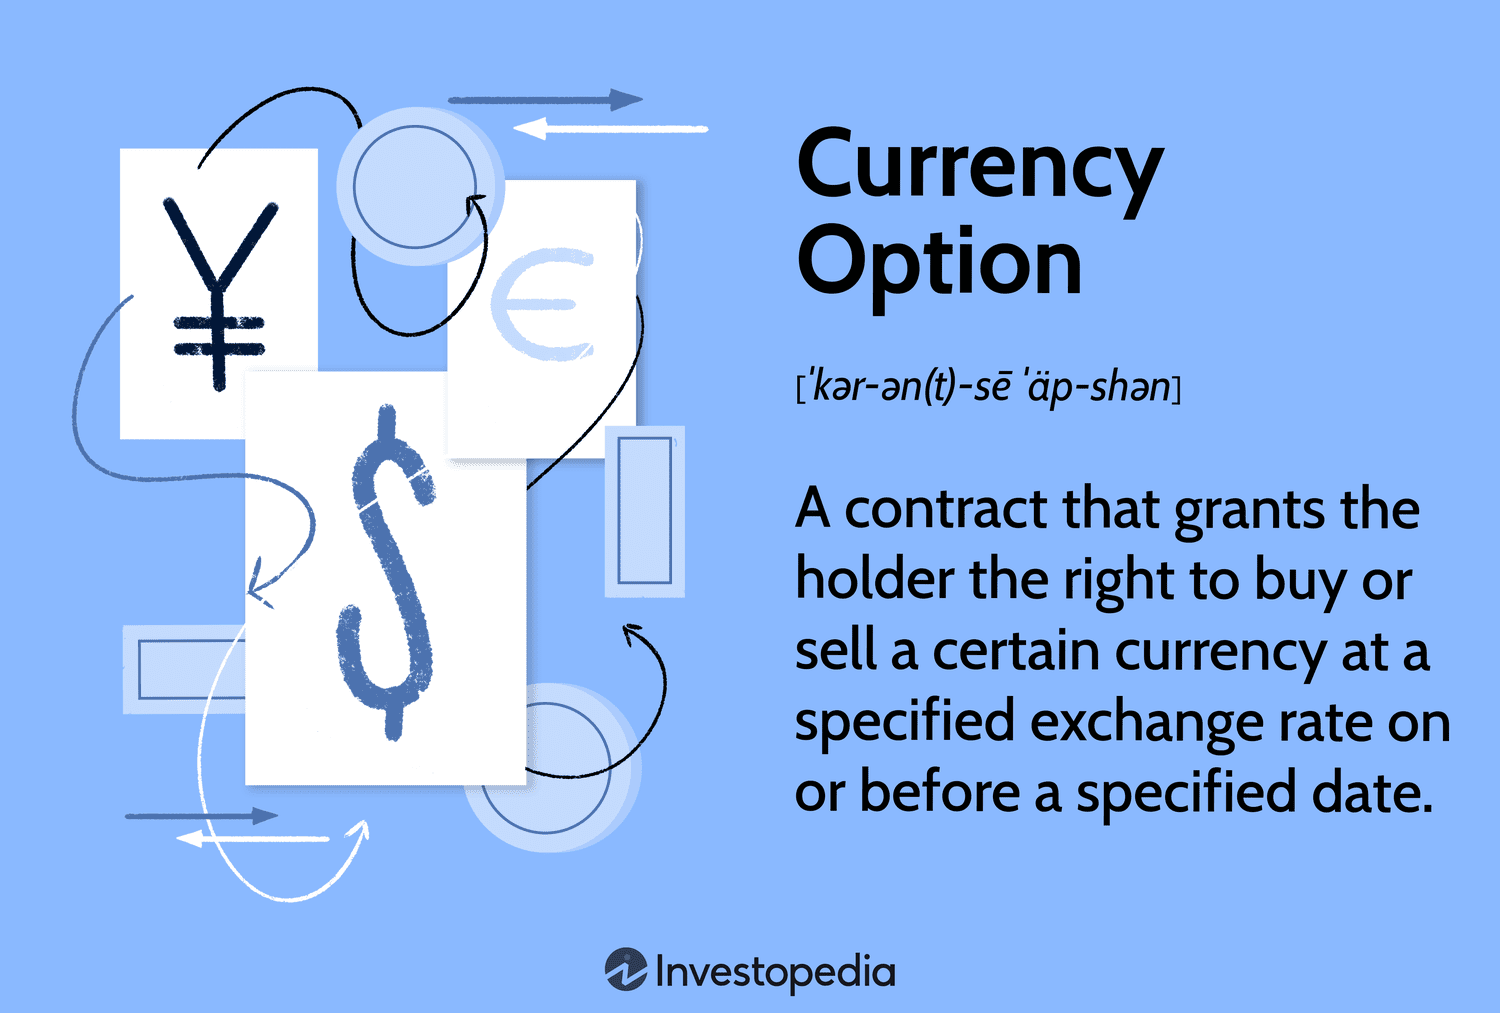 ¥
€
$
Currency
Option
[ˈkər-ən(t)-sē ˈäp-shən]
A contract that grants the
holder the right to buy or
sell a certain currency at a
specified exchange rate on
or before a specified date.
Investopedia